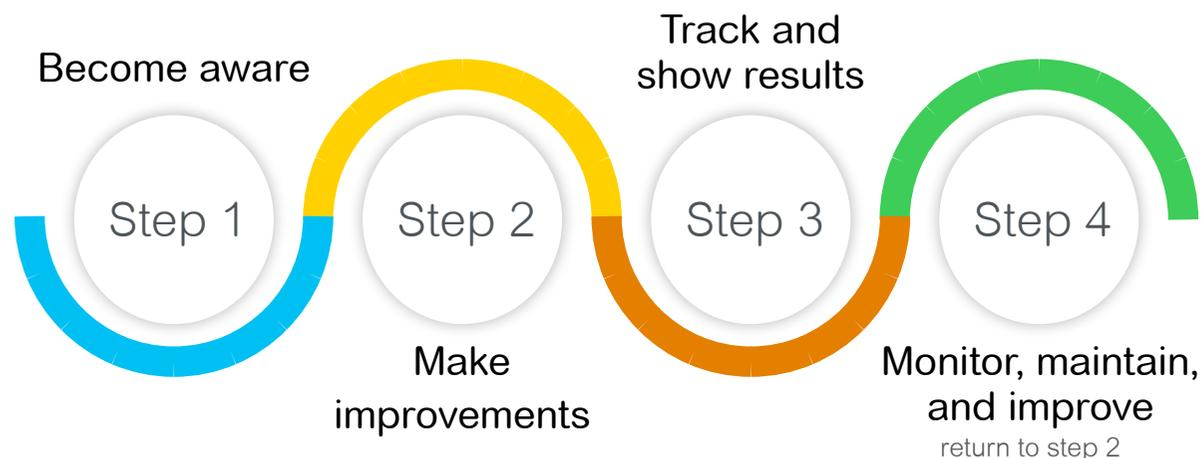 Become aware
Step 1
Step 2
Make
improvements
Track and
show results
Step 3
Step 4
Monitor, maintain,
and improve
return to step 2